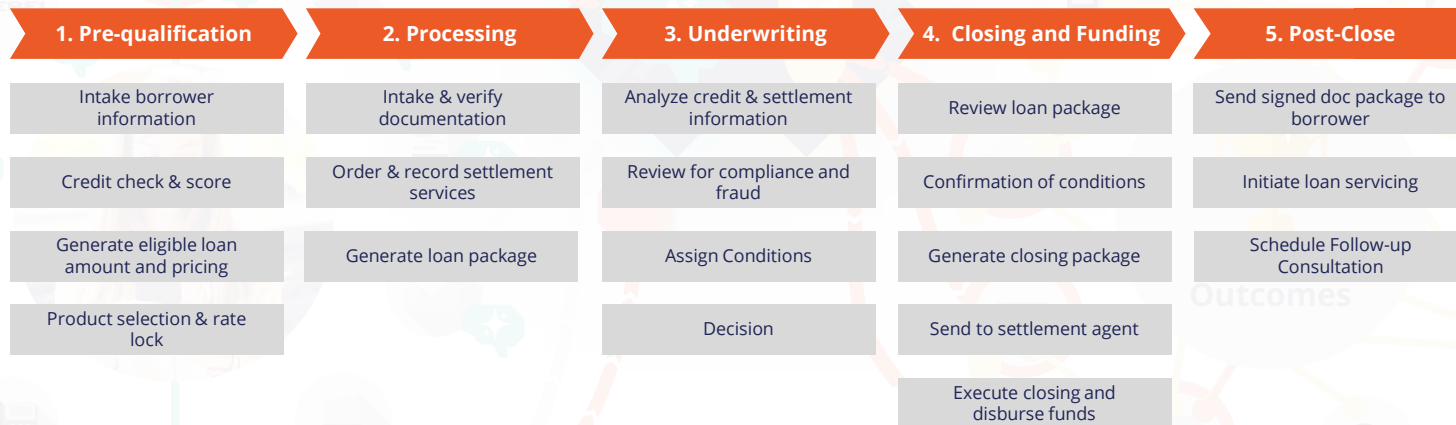 1. Pre-qualification
Intake borrower
information
Credit check & score
Generate eligible loan
amount and pricing
Product selection & rate
lock
2. Processing
Intake & verify
documentation
Order & record settlement
services
Generate loan package
3. Underwriting
Analyze credit & settlement
information
Review for compliance and
fraud
Assign Conditions
Decision
4. Closing and Funding
Review loan package
Confirmation of conditions
Generate closing package
Send to settlement agent
Execute closing and
disburse funds
5. Post-Close
Send signed doc package to
borrower
Initiate loan servicing
Schedule Follow-up
Consultation
Outcomes